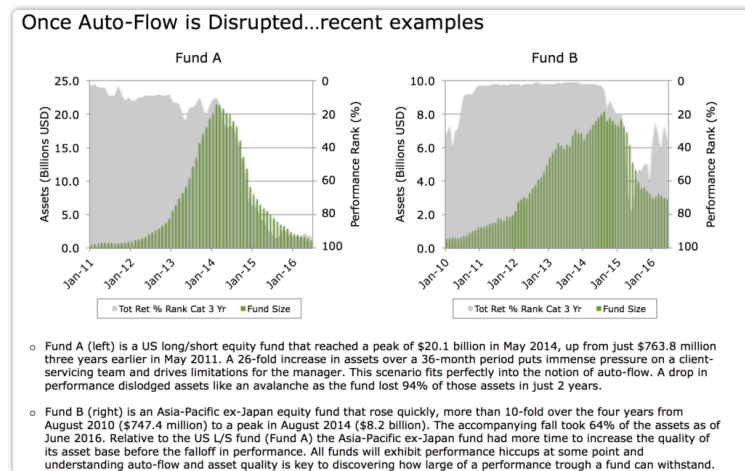 Once Auto-Flow is Disrupted...recent examples
Fund A
25.0
20.0
15.0
10.0
5.0
0.0
Assets (Billions USD)
0
20
40
60
80
100
Performance Rank (%)
Jan-11
Jan-12
Jan-13
Jan-14
Jan-15
Jan-16
Tot Ret % Rank Cat 3 Yr
Fund Size
Fund B
10.0
8.0
6.0
4.0
2.0
0.0
Assets (Billions USD)
0
20
40
60
80
100
Performance Rank (%)
Jan-10
Jan-11
Jan-12
Jan-13
Jan-14
Jan-15
Jan-16
Tot Ret % Rank Cat 3 Yr
Fund Size
o Fund A (left) is a US long/short equity fund that reached a peak of $20.1 billion in May 2014, up from just $763.8 million
three years earlier in May 2011. A 26-fold increase in assets over a 36-month period puts immense pressure on a client-
servicing team and drives limitations for the manager. This scenario fits perfectly into the notion of auto-flow. A drop in
performance dislodged assets like an avalanche as the fund lost 94% of those assets in just 2 years.
o Fund B (right) is an Asia-Pacific ex-Japan equity fund that rose quickly, more than 10-fold over the four years from
August 2010 ($747.4 million) to a peak in August 2014 ($8.2 billion). The accompanying fall took 64% of the assets as of
June 2016. Relative to the US L/S fund (Fund A) the Asia-Pacific ex-Japan fund had more time to increase the quality of
its asset base before the falloff in performance. All funds will exhibit performance hiccups at some point and
understanding auto-flow and asset quality is key to discovering how large of a performance trough a fund can withstand.